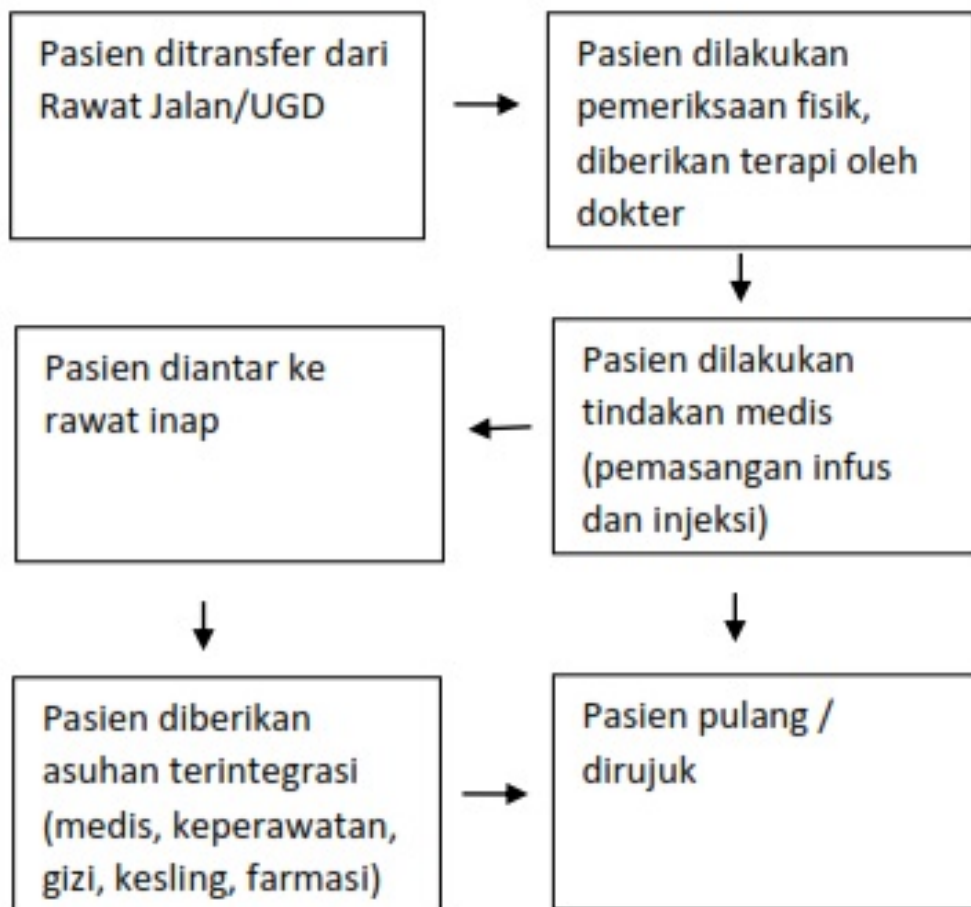 Pasien ditransfer dari
Rawat Jalan/UGD
Pasien dilakukan
pemeriksaan fisik,
diberikan terapi oleh
dokter
Pasien diantar ke
rawat inap
Pasien dilakukan
tindakan medis
(pemasangan infus
dan injeksi)
Pasien diberikan
asuhan terintegrasi
(medis, keperawatan,
gizi, kesling, farmasi)
Pasien pulang /
dirujuk